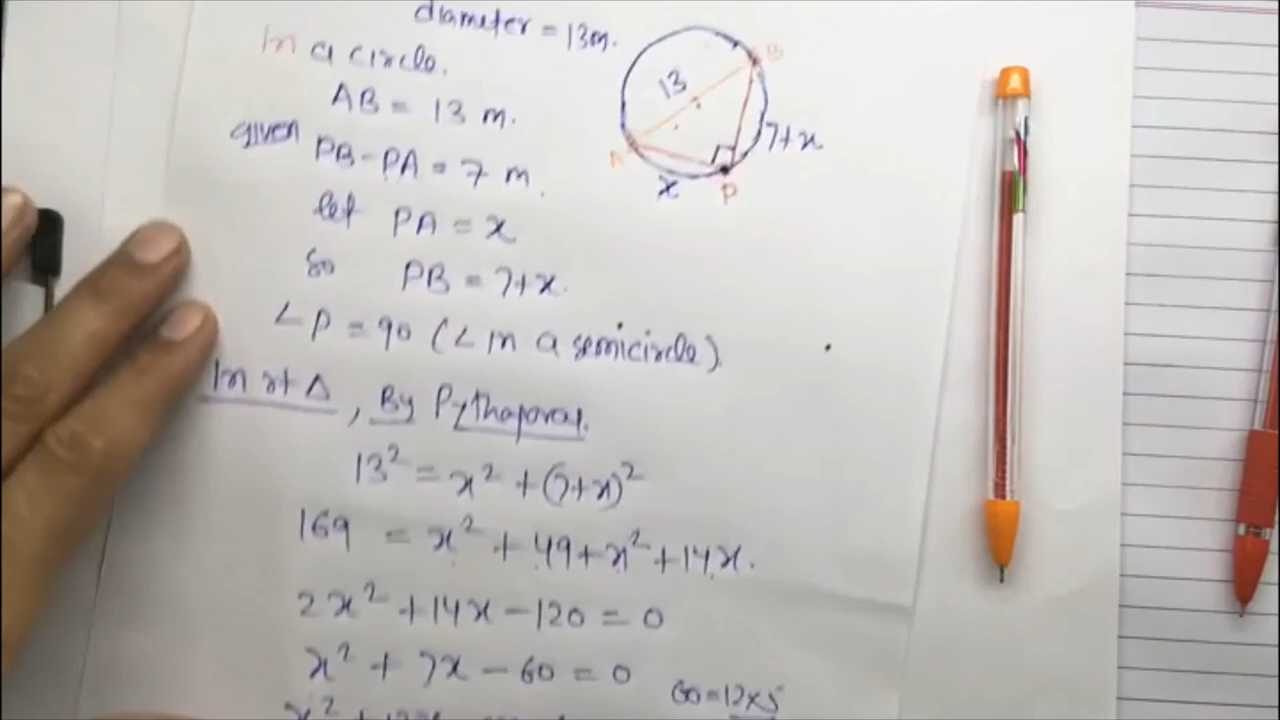 diameter = 13m.
In a circle.
AB = 13 m.
given PB-PA = 7 m.
let PA = x
So PB = 7+x.
∠P = 90 (∠ in a semicircle).
In rt Δ, By Pythagoras.
13² = x² + (7+x)²
169 = x² + 49 + x² + 14x.
2x² + 14x - 120 = 0
x² + 7x - 60 = 0
60 = 12×5
13
B
A
7+x
x
P